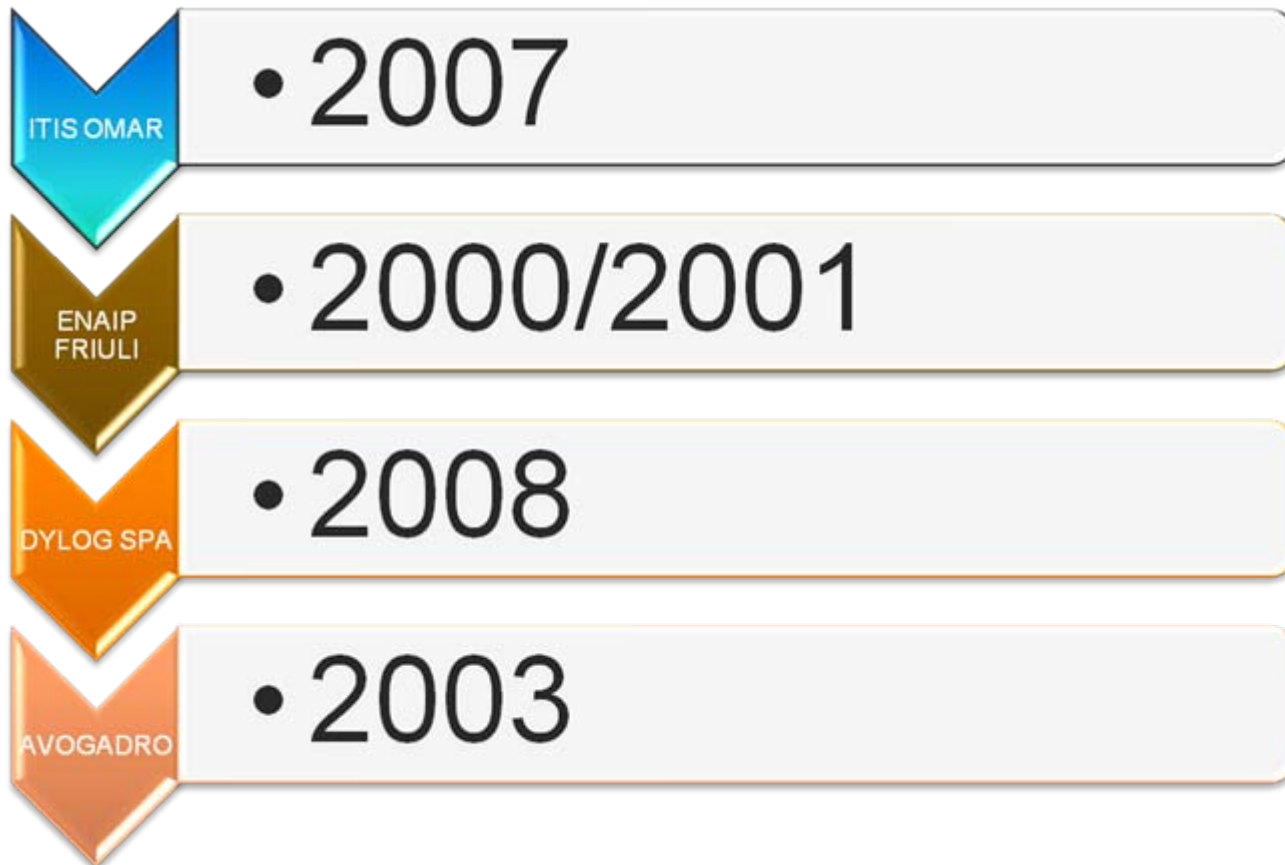 ITIS OMAR
• 2007
ENAIP
FRIULI
• 2000/2001
DYLOG SPA
• 2008
AVOGADRO
• 2003